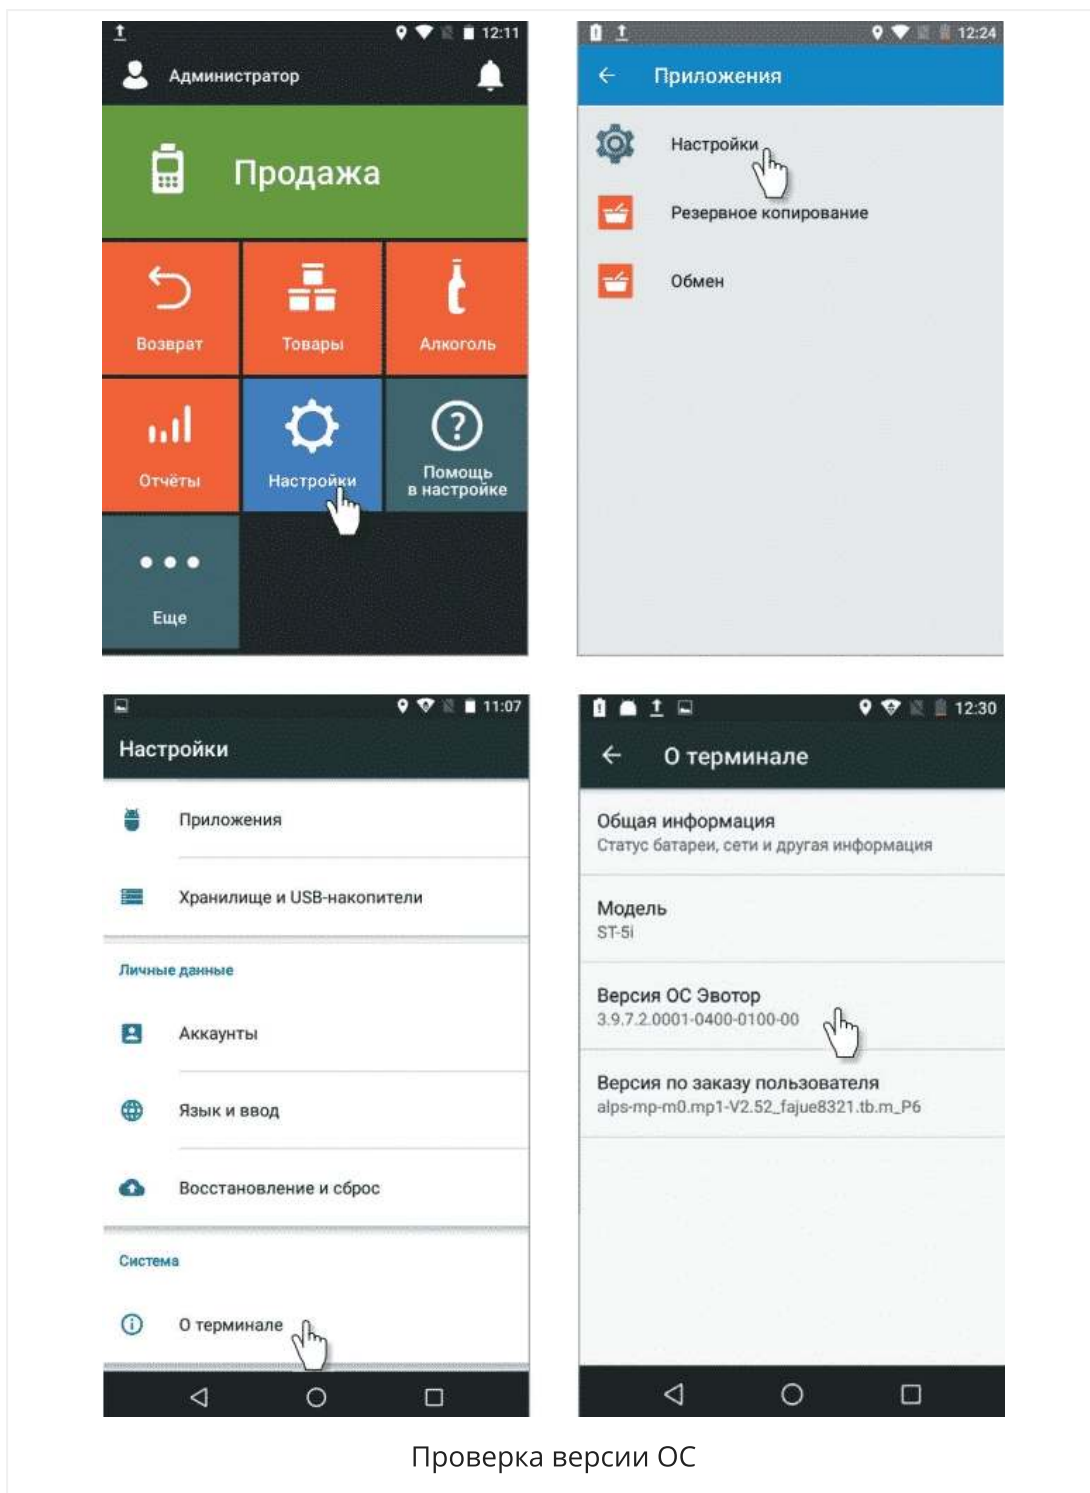 12:11
Администратор
Продажа
Возврат
Товары
Алкоголь
Отчёты
Настройки
Помощь
в настройке
Еще
12:24
Приложения
Настройки
Резервное копирование
Обмен
11:07
Настройки
Приложения
Хранилище и USB-накопители
Личные данные
Аккаунты
Язык и ввод
Восстановление и сброс
Система
О терминале
12:30
О терминале
Общая информация
Статус батареи, сети и другая информация
Модель
ST-5i
Версия ОС Эвотор
3.9.7.2.0001-0400-0100-00
Версия по заказу пользователя
alps-mp-m0.mp1-V2.52_fajue8321.tb.m_P6
Проверка версии ОС